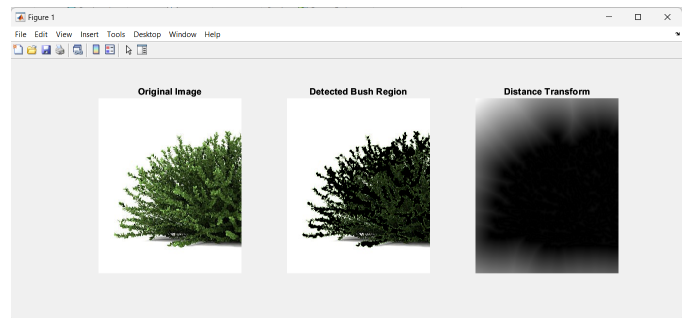 Figure 1
File Edit View Insert Tools Desktop Window Help
Original Image
Detected Bush Region
Distance Transform